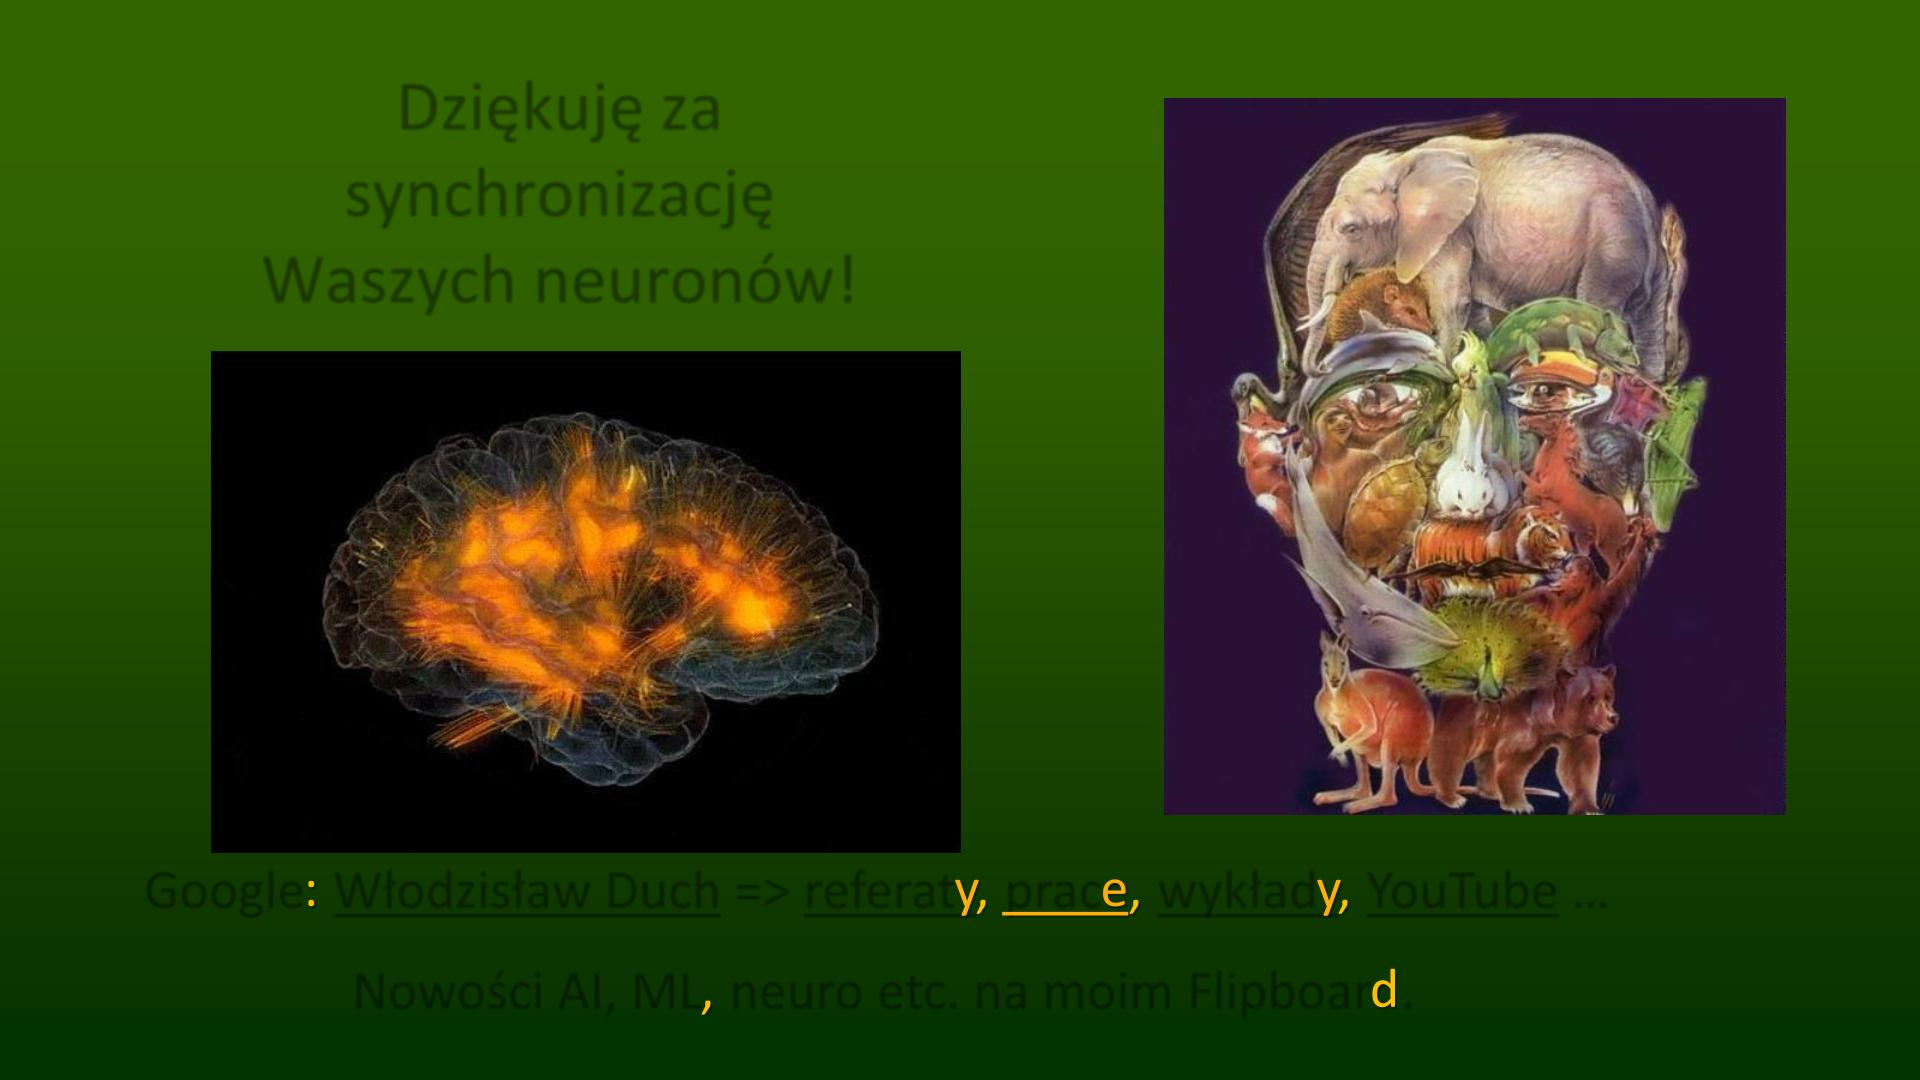 Dziękuję za
synchronizację
Waszych neuronów!
Google: Włodzisław Duch => referaty, prace, wykłady, YouTube …
Nowości AI, ML, neuro etc. na moim Flipboard.